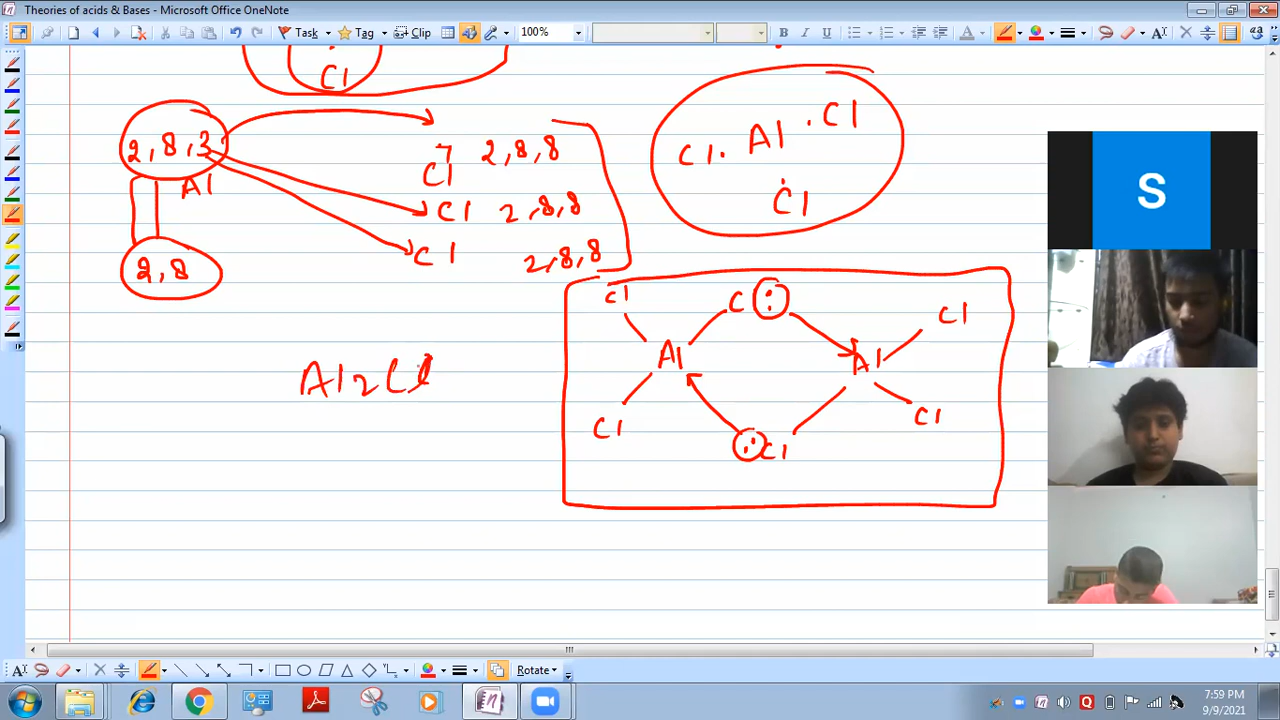 Theories of acids & Bases - Microsoft Office OneNote
Task
Tag
Clip
100%
B I U
A
Cl
2,8,3
Al
2,8
7
Cl 2,8,8
Cl 2,8,8
Cl 2,8,8
Cl. Al .Cl
Cl
Cl C : Cl
Al Al
Cl : Cl Cl
Al2Cl
S
Rotate
7:59 PM
9/9/2021